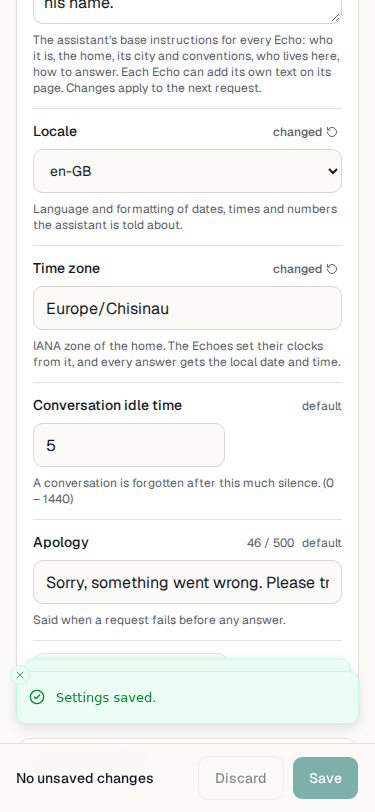 his name.
The assistant's base instructions for every Echo: who
it is, the home, its city and conventions, who lives here,
how to answer. Each Echo can add its own text on its
page. Changes apply to the next request.
Locale changed
en-GB
Language and formatting of dates, times and numbers
the assistant is told about.
Time zone changed
Europe/Chisinau
IANA zone of the home. The Echoes set their clocks
from it, and every answer gets the local date and time.
Conversation idle time default
5
A conversation is forgotten after this much silence. (0
– 1440)
Apology 46 / 500 default
Sorry, something went wrong. Please tr
Said when a request fails before any answer.
Settings saved.
No unsaved changes Discard Save